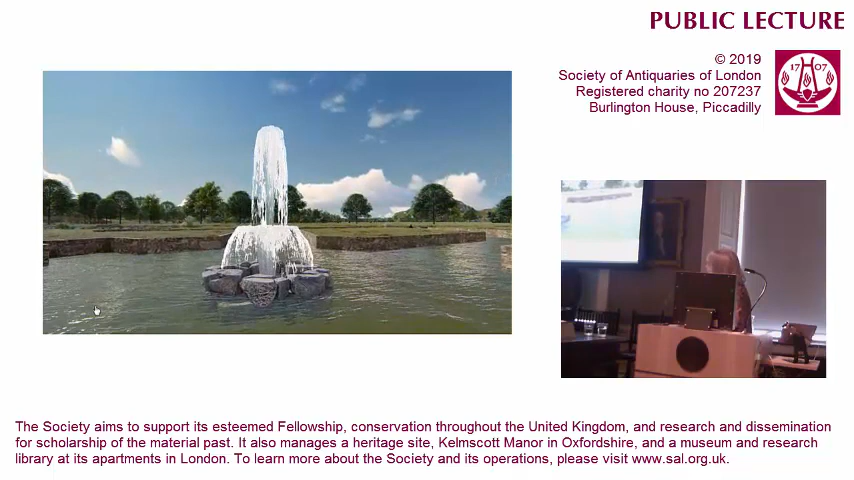 PUBLIC LECTURE
© 2019
Society of Antiquaries of London
Registered charity no 207237
Burlington House, Piccadilly
1707
The Society aims to support its esteemed Fellowship, conservation throughout the United Kingdom, and research and dissemination
for scholarship of the material past. It also manages a heritage site, Kelmscott Manor in Oxfordshire, and a museum and research
library at its apartments in London. To learn more about the Society and its operations, please visit www.sal.org.uk.